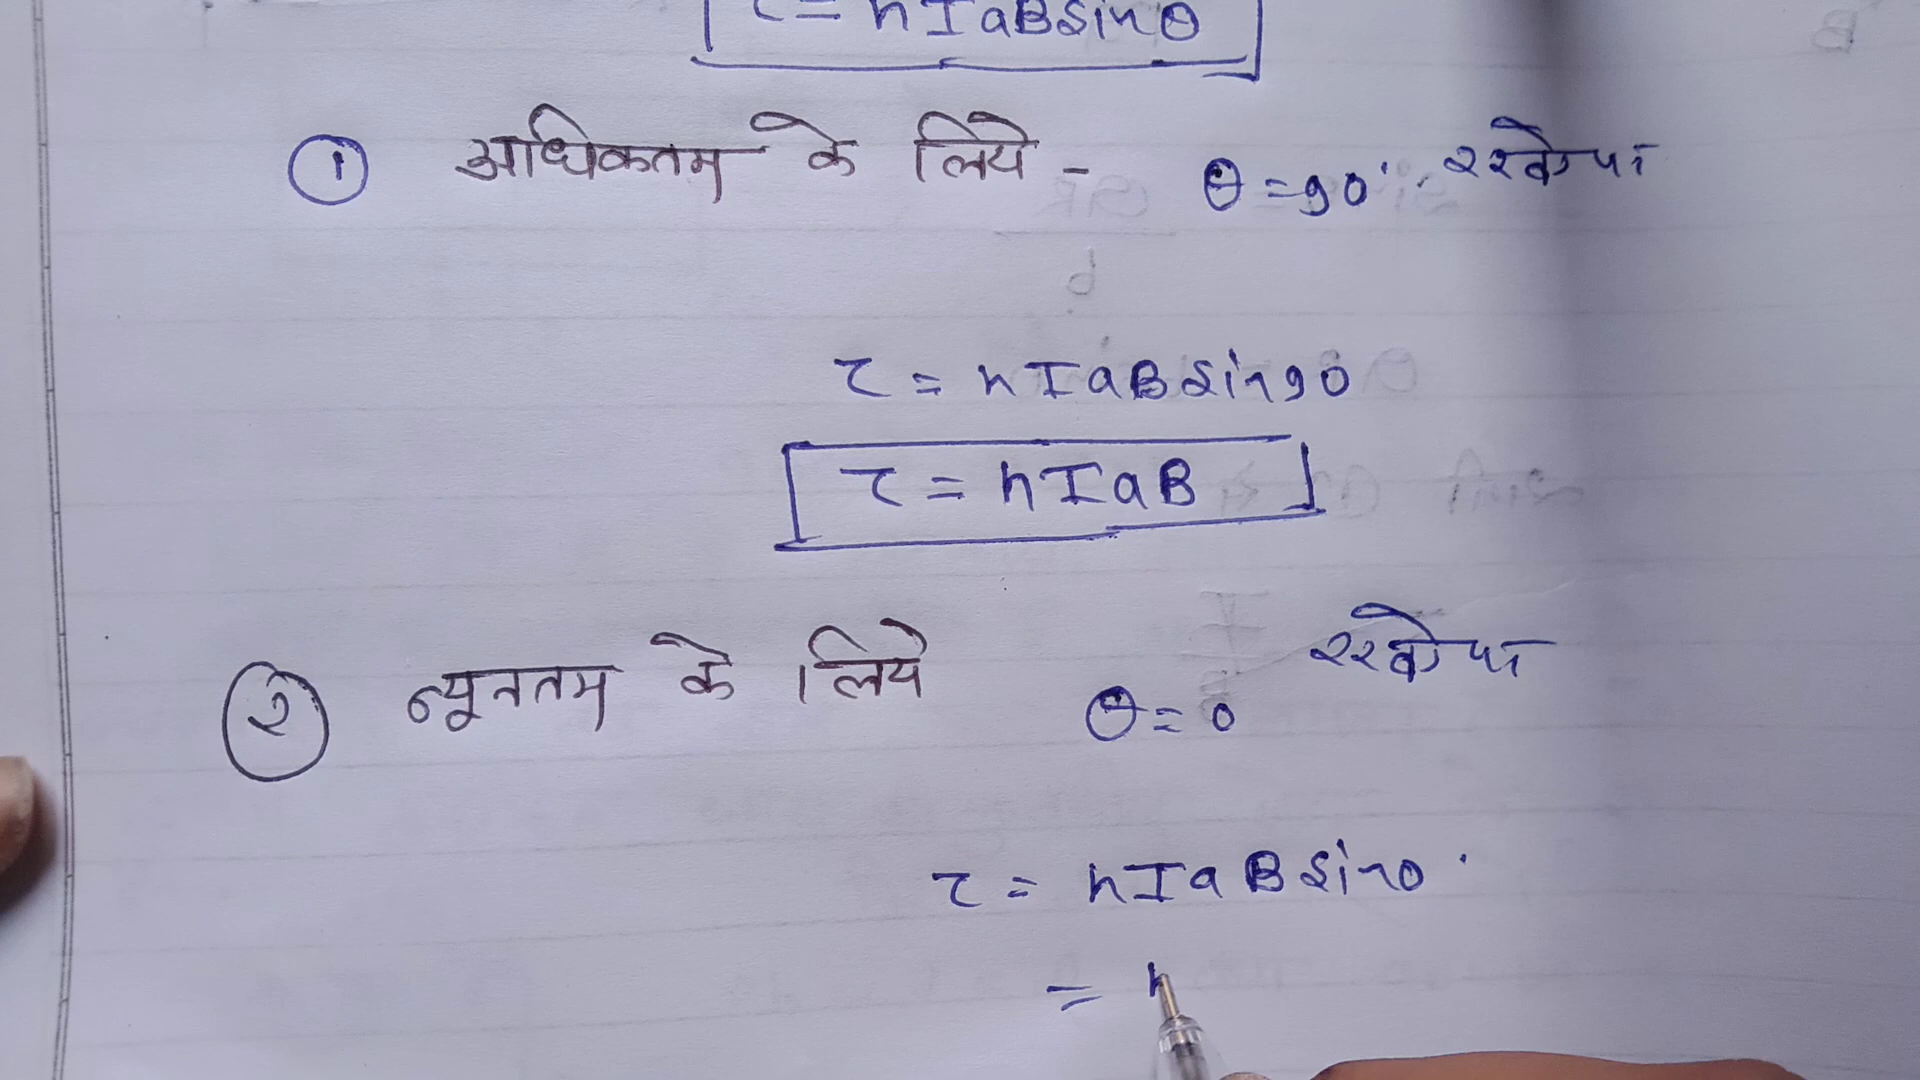 τ = nIaBsinθ
① अधिकतम के लिये - θ = 90° रखने पर
τ = nIaBsin90
τ = nIaB
② न्यूनतम के लिये θ = 0 रखने पर
τ = nIaBsin0°
= n